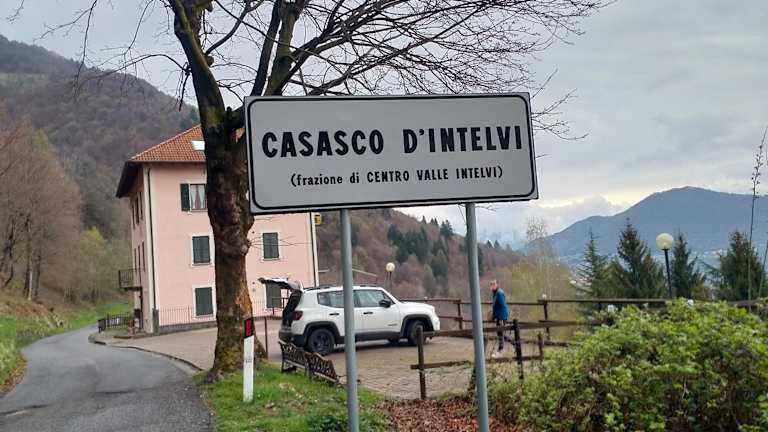 CASASCO D'INTELVI
(frazione di CENTRO VALLE INTELVI)